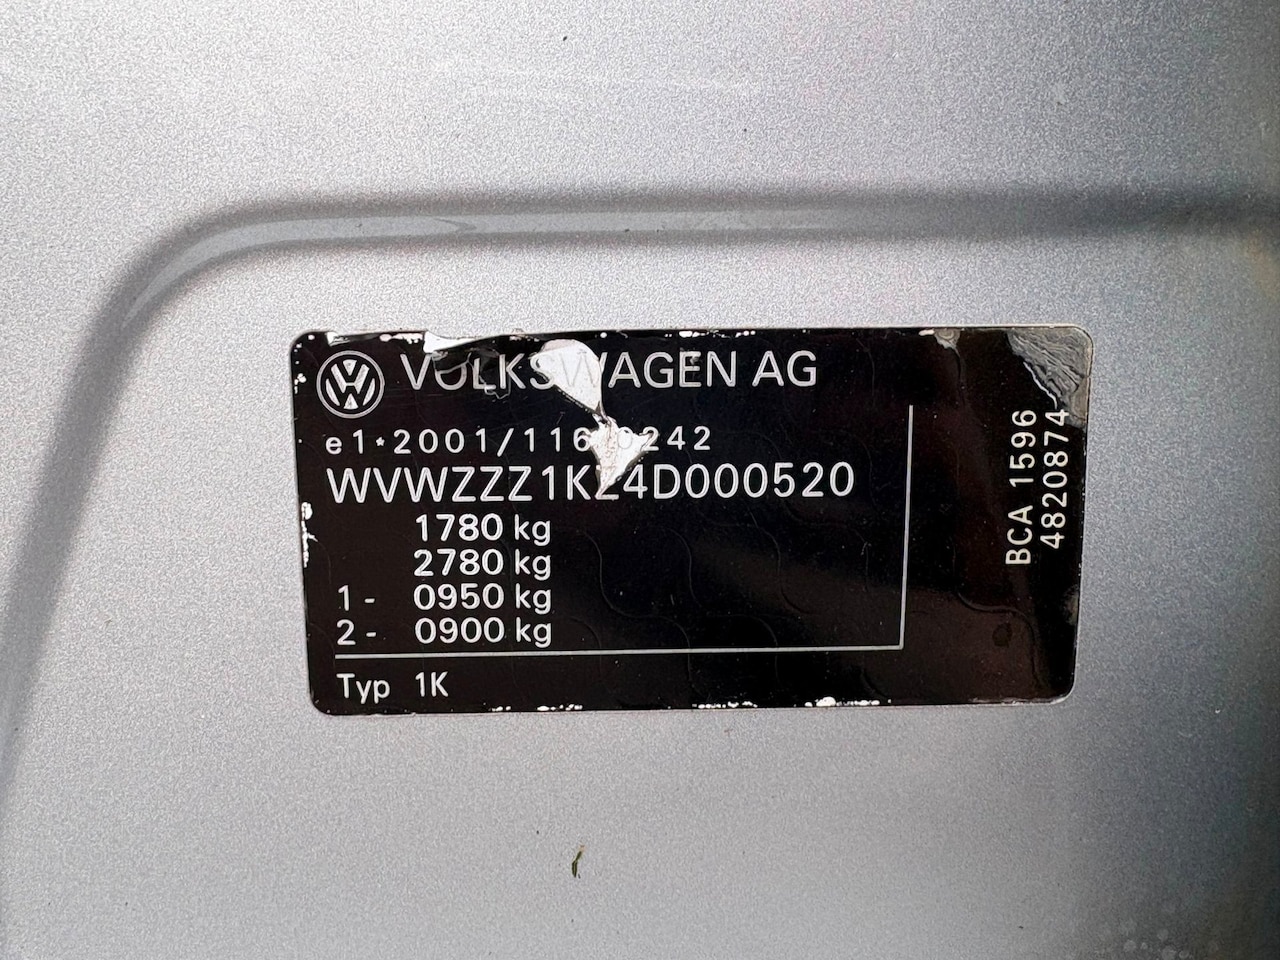 VOLKSWAGEN AG
e1*2001/116*0242
WVWZZZ1KZ4D000520
1780 kg
2780 kg
1- 0950 kg
2- 0900 kg
Typ 1K
BCA 1596
4820874